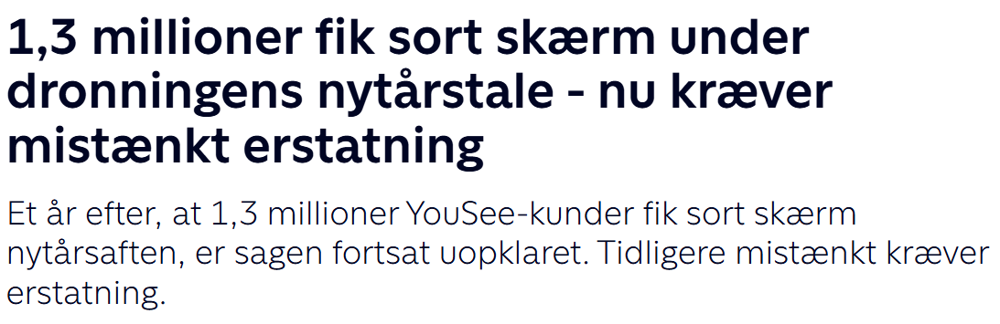 1,3 millioner fik sort skærm under
dronningens nytårstale - nu kræver
mistænkt erstatning
Et år efter, at 1,3 millioner YouSee-kunder fik sort skærm
nytårsaften, er sagen fortsat uopklaret. Tidligere mistænkt kræver
erstatning.